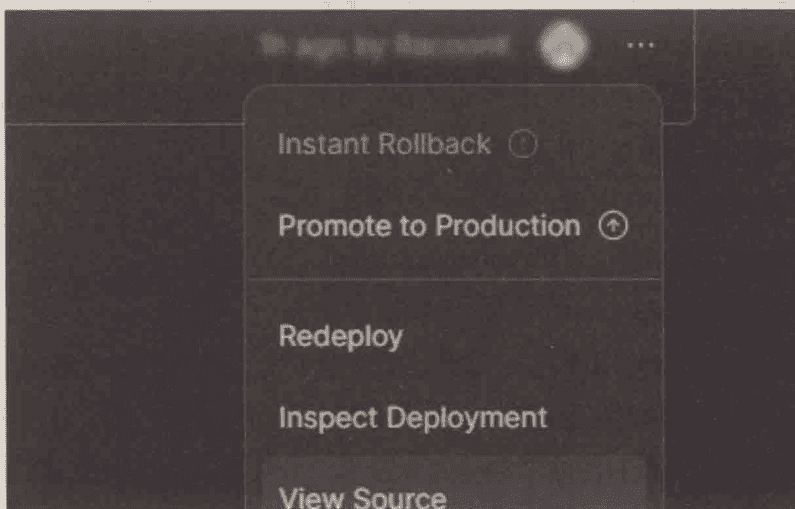 Instant Rollback
Promote to Production
Redeploy
Inspect Deployment
View Source